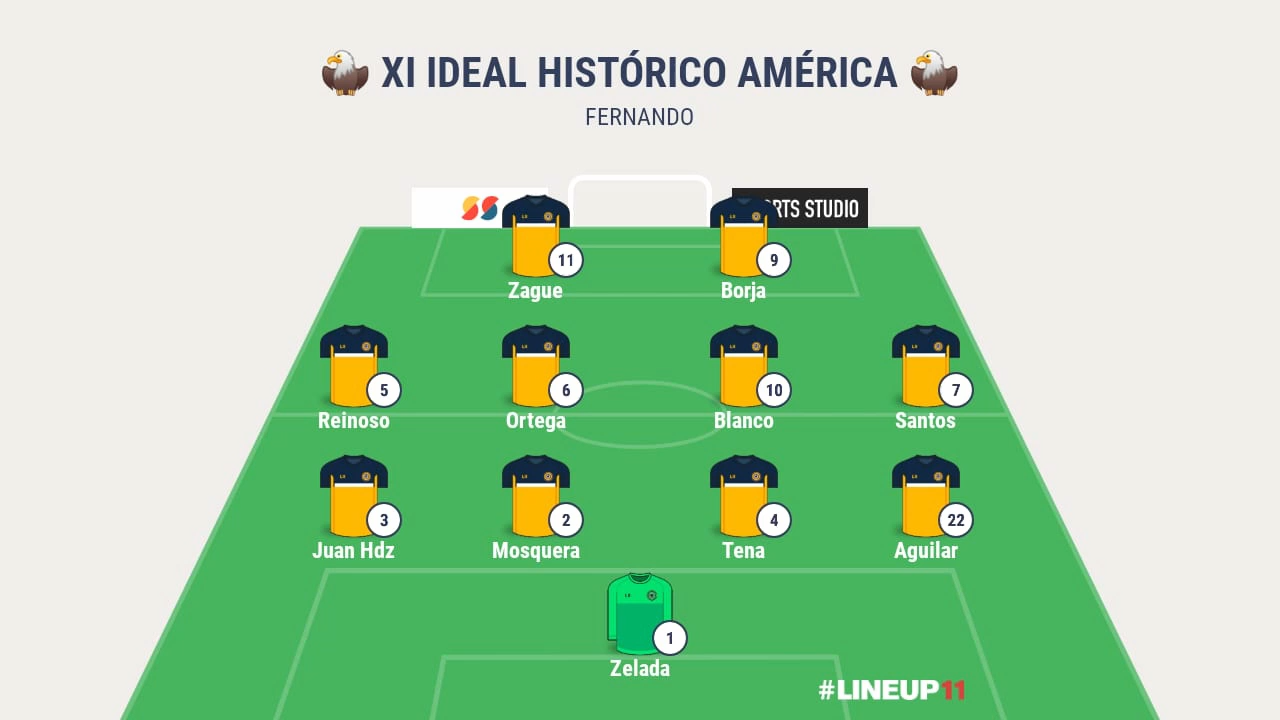 XI IDEAL HISTÓRICO AMÉRICA
FERNANDO
RTS STUDIO
11
9
Zague
Borja
5
6
10
7
Reinoso
Ortega
Blanco
Santos
3
2
4
22
Juan Hdz
Mosquera
Tena
Aguilar
1
Zelada
#LINEUP11